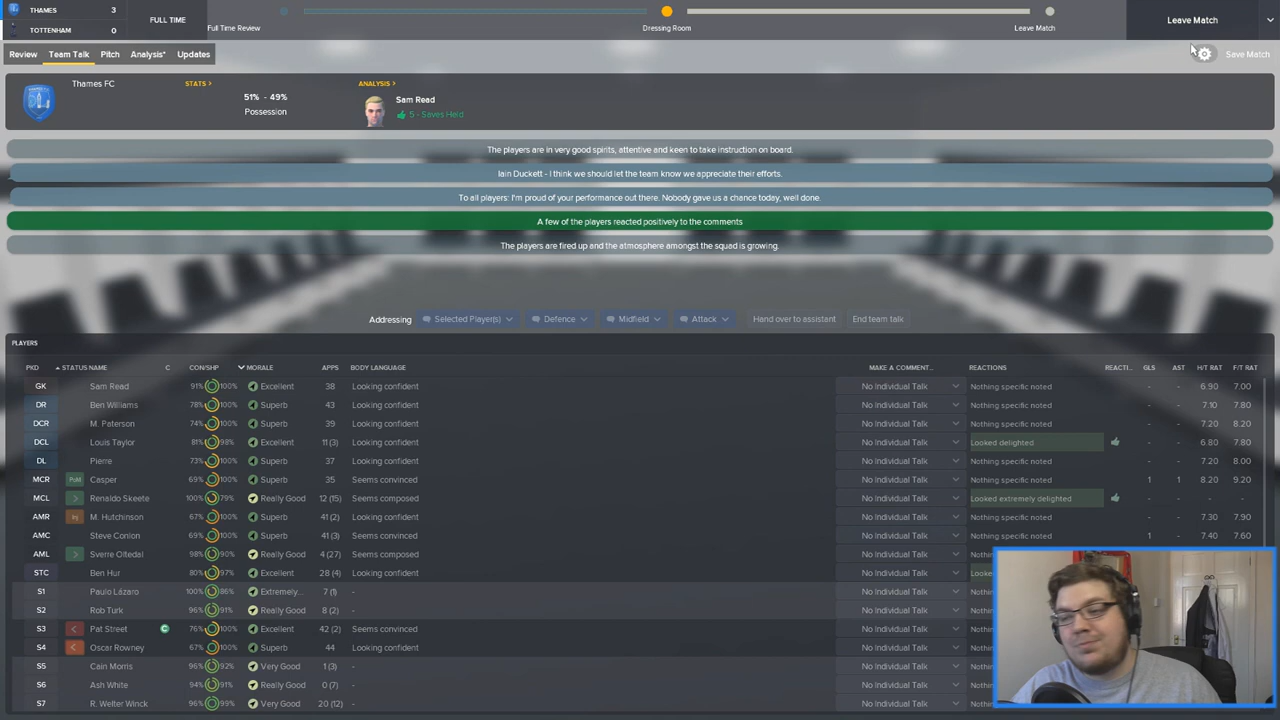 THAMES 3
TOTTENHAM 0
FULL TIME
Full Time Review
Dressing Room
Leave Match
Leave Match
Review Team Talk Pitch Analysis* Updates
Save Match
Thames FC
STATS >
51% - 49%
Possession
ANALYSIS >
Sam Read
5 - Saves Held
The players are in very good spirits, attentive and keen to take instruction on board.
Iain Duckett - I think we should let the team know we appreciate their efforts.
To all players: I'm proud of your performance out there. Nobody gave us a chance today, well done.
A few of the players reacted positively to the comments
The players are fired up and the atmosphere amongst the squad is growing.
Addressing Selected Player(s) Defence Midfield Attack Hand over to assistant End team talk
PLAYERS
PKD STATUS NAME C CON/SHP MORALE APPS BODY LANGUAGE MAKE A COMMENT... REACTIONS REACTI... GLS AST H/T RAT F/T RAT
GK Sam Read 91% 100% Excellent 38 Looking confident No Individual Talk Nothing specific noted - - 6.90 7.00
DR Ben Williams 78% 100% Superb 43 Looking confident No Individual Talk Nothing specific noted - - 7.10 7.80
DCR M. Paterson 74% 100% Superb 39 Looking confident No Individual Talk Nothing specific noted - - 7.20 8.20
DCL Louis Taylor 81% 98% Excellent 11 (3) Looking confident No Individual Talk Looked delighted - - 6.80 7.80
DL Pierre 73% 100% Superb 37 Looking confident No Individual Talk Nothing specific noted - - 7.20 8.00
MCR PoM Casper 69% 100% Superb 35 Seems convinced No Individual Talk Nothing specific noted 1 1 8.20 9.20
MCL Renaldo Skeete 100% 79% Really Good 12 (15) Seems composed No Individual Talk Looked extremely delighted - - - -
AMR Inj M. Hutchinson 67% 100% Superb 41 (2) Looking confident No Individual Talk Nothing specific noted - - 7.30 7.90
AMC Steve Conlon 69% 100% Superb 41 (3) Seems convinced No Individual Talk Nothing specific noted 1 - 7.40 7.60
AML Sverre Oftedal 98% 90% Really Good 4 (27) Seems composed No Individual Talk
STC Ben Hur 80% 97% Excellent 28 (4) Looking confident No Individual Talk
S1 Paulo Lázaro 100% 86% Extremely... 7 (1) - No Individual Talk
S2 Rob Turk 96% 91% Really Good 8 (2) - No Individual Talk
S3 Pat Street C 76% 100% Excellent 42 (2) Seems convinced No Individual Talk
S4 Oscar Rowney 67% 100% Superb 44 Looking confident No Individual Talk
S5 Cain Morris 96% 92% Very Good 1 (3) - No Individual Talk
S6 Ash White 94% 91% Really Good 0 (7) - No Individual Talk
S7 R. Welter Winck 96% 99% Very Good 20 (12) - No Individual Talk